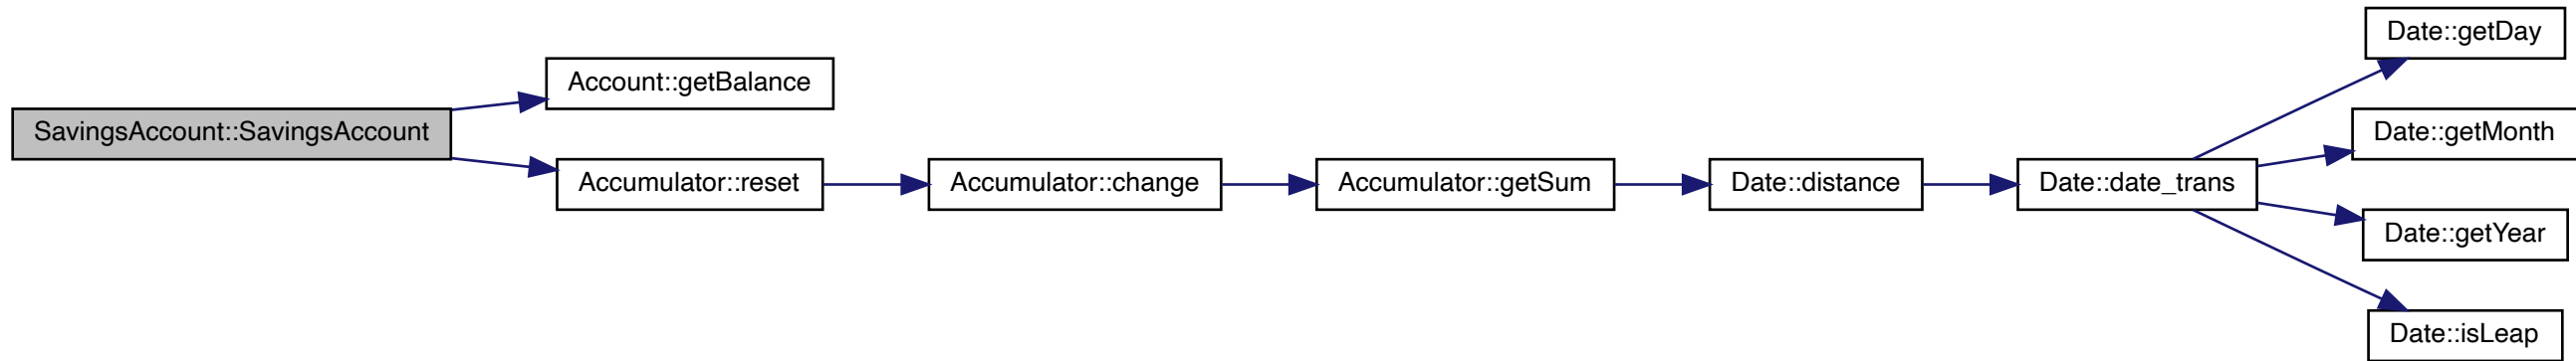 SavingsAccount::SavingsAccount
Account::getBalance
Accumulator::reset
Accumulator::change
Accumulator::getSum
Date::distance
Date::date_trans
Date::getDay
Date::getMonth
Date::getYear
Date::isLeap